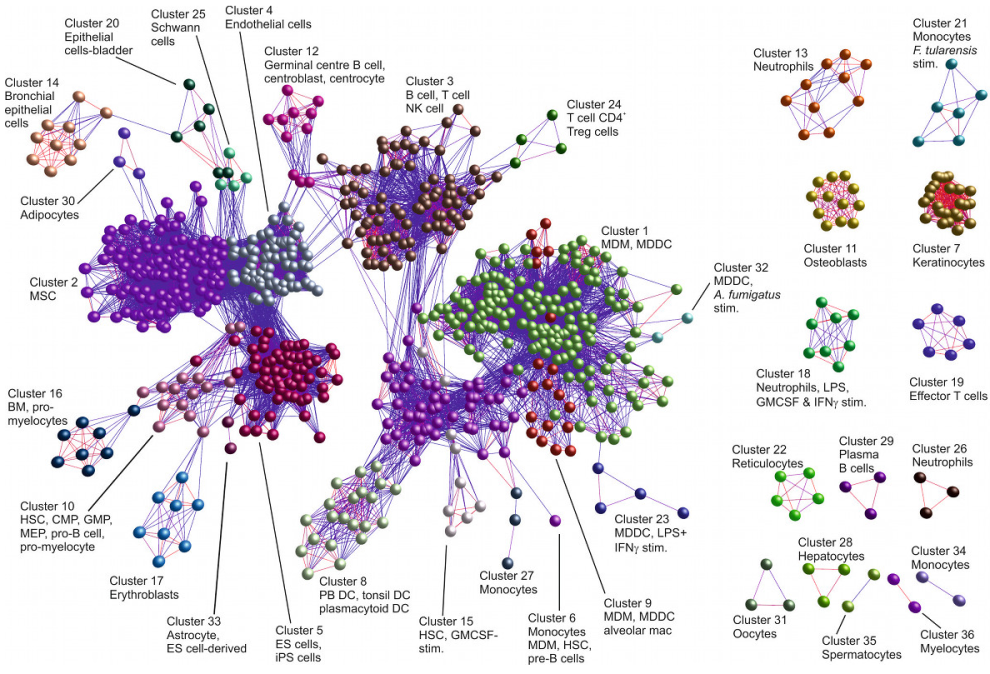 Cluster 20
Epithelial
cells-bladder
Cluster 25
Schwann
cells
Cluster 4
Endothelial cells
Cluster 12
Germinal centre B cell,
centroblast, centrocyte
Cluster 3
B cell, T cell
NK cell
Cluster 24
T cell CD4+
Treg cells
Cluster 13
Neutrophils
Cluster 21
Monocytes
F. tularensis
stim.
Cluster 14
Bronchial
epithelial
cells
Cluster 30
Adipocytes
Cluster 2
MSC
Cluster 1
MDM, MDDC
Cluster 32
MDDC,
A. fumigatus
stim.
Cluster 11
Osteoblasts
Cluster 7
Keratinocytes
Cluster 18
Neutrophils, LPS,
GMCSF & IFNγ stim.
Cluster 19
Effector T cells
Cluster 16
BM, pro-
myelocytes
Cluster 10
HSC, CMP, GMP,
MEP, pro-B cell,
pro-myelocyte
Cluster 17
Erythroblasts
Cluster 33
Astrocyte,
ES cell-derived
Cluster 5
ES cells,
iPS cells
Cluster 8
PB DC, tonsil DC
plasmacytoid DC
Cluster 15
HSC, GMCSF-
stim.
Cluster 27
Monocytes
Cluster 6
Monocytes
MDM, HSC,
pre-B cells
Cluster 9
MDM, MDDC
alveolar mac
Cluster 23
MDDC, LPS+
IFNγ stim.
Cluster 22
Reticulocytes
Cluster 29
Plasma
B cells
Cluster 26
Neutrophils
Cluster 28
Hepatocytes
Cluster 34
Monocytes
Cluster 31
Oocytes
Cluster 35
Spermatocytes
Cluster 36
Myelocytes